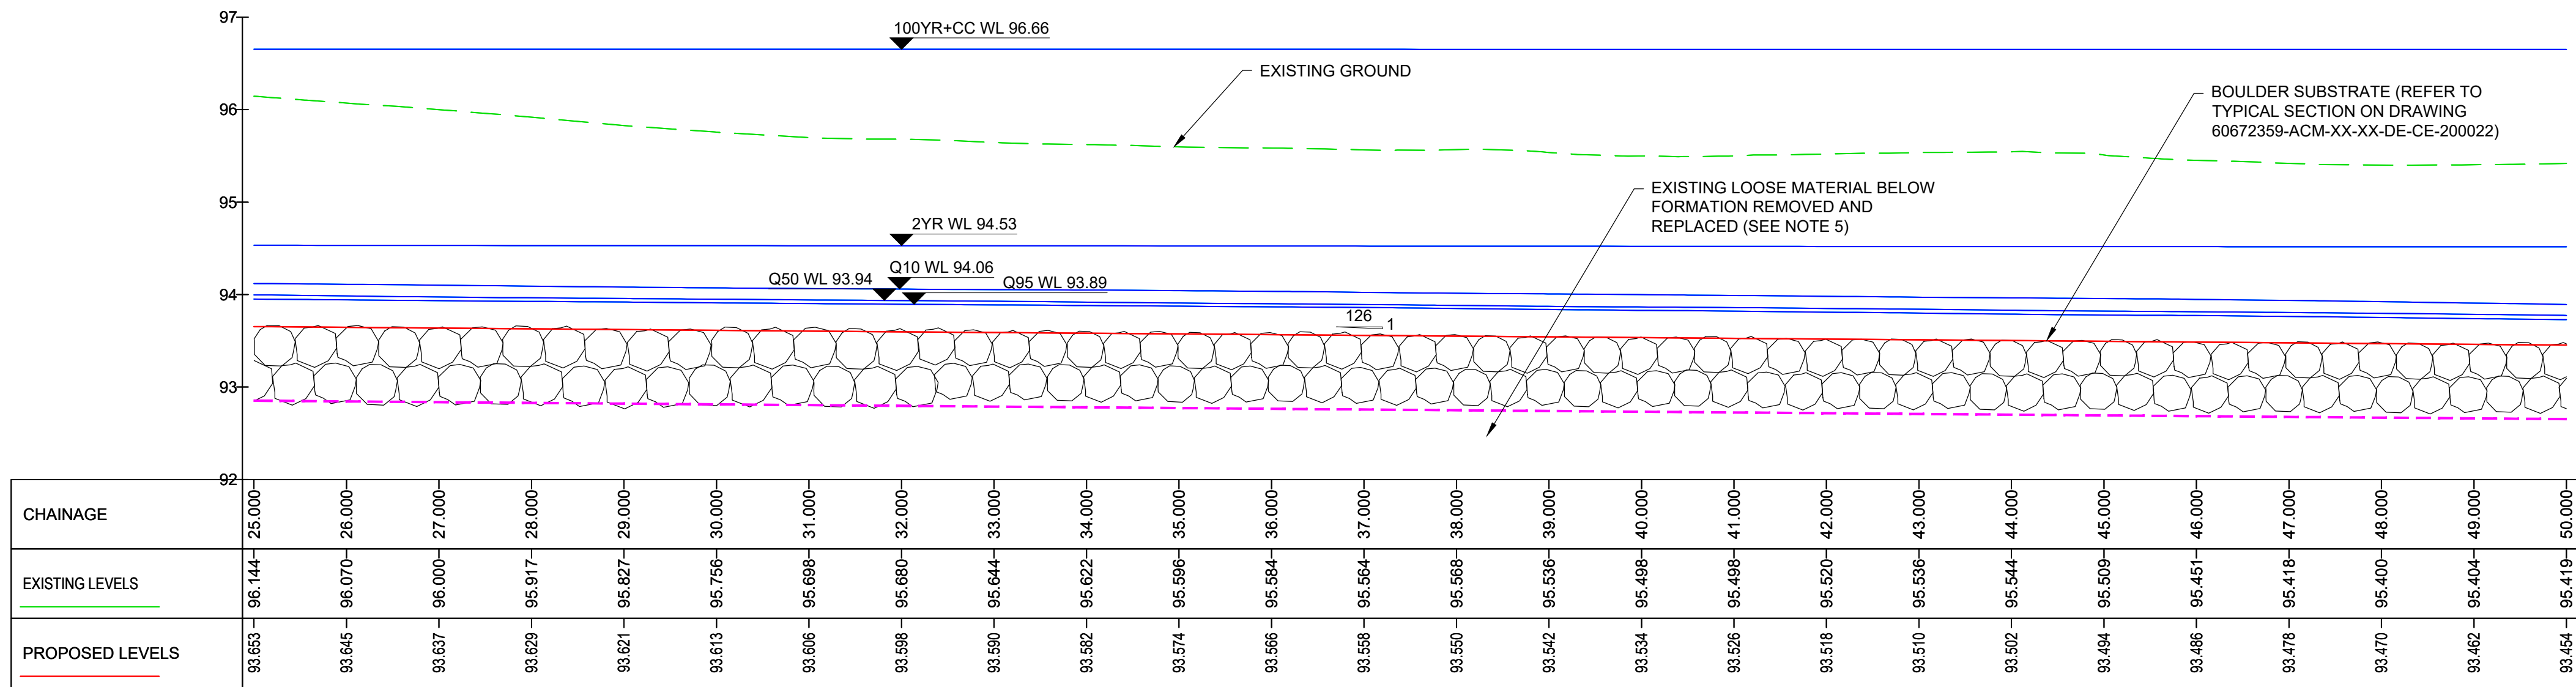 97
100YR+CC WL 96.66
EXISTING GROUND
BOULDER SUBSTRATE (REFER TO
TYPICAL SECTION ON DRAWING
60672359-ACM-XX-XX-DE-CE-200022)
96
EXISTING LOOSE MATERIAL BELOW
FORMATION REMOVED AND
REPLACED (SEE NOTE 5)
95
2YR WL 94.53
Q10 WL 94.06
Q50 WL 93.94
Q95 WL 93.89
94
126
1
93
92
CHAINAGE
25.000 26.000 27.000 28.000 29.000 30.000 31.000 32.000 33.000 34.000 35.000 36.000 37.000 38.000 39.000 40.000 41.000 42.000 43.000 44.000 45.000 46.000 47.000 48.000 49.000 50.000
EXISTING LEVELS
96.144 96.070 96.000 95.917 95.827 95.756 95.698 95.680 95.644 95.622 95.596 95.584 95.564 95.568 95.536 95.498 95.498 95.520 95.536 95.544 95.509 95.451 95.418 95.400 95.404 95.419
PROPOSED LEVELS
93.653 93.645 93.637 93.629 93.621 93.613 93.606 93.598 93.590 93.582 93.574 93.566 93.558 93.550 93.542 93.534 93.526 93.518 93.510 93.502 93.494 93.486 93.478 93.470 93.462 93.454